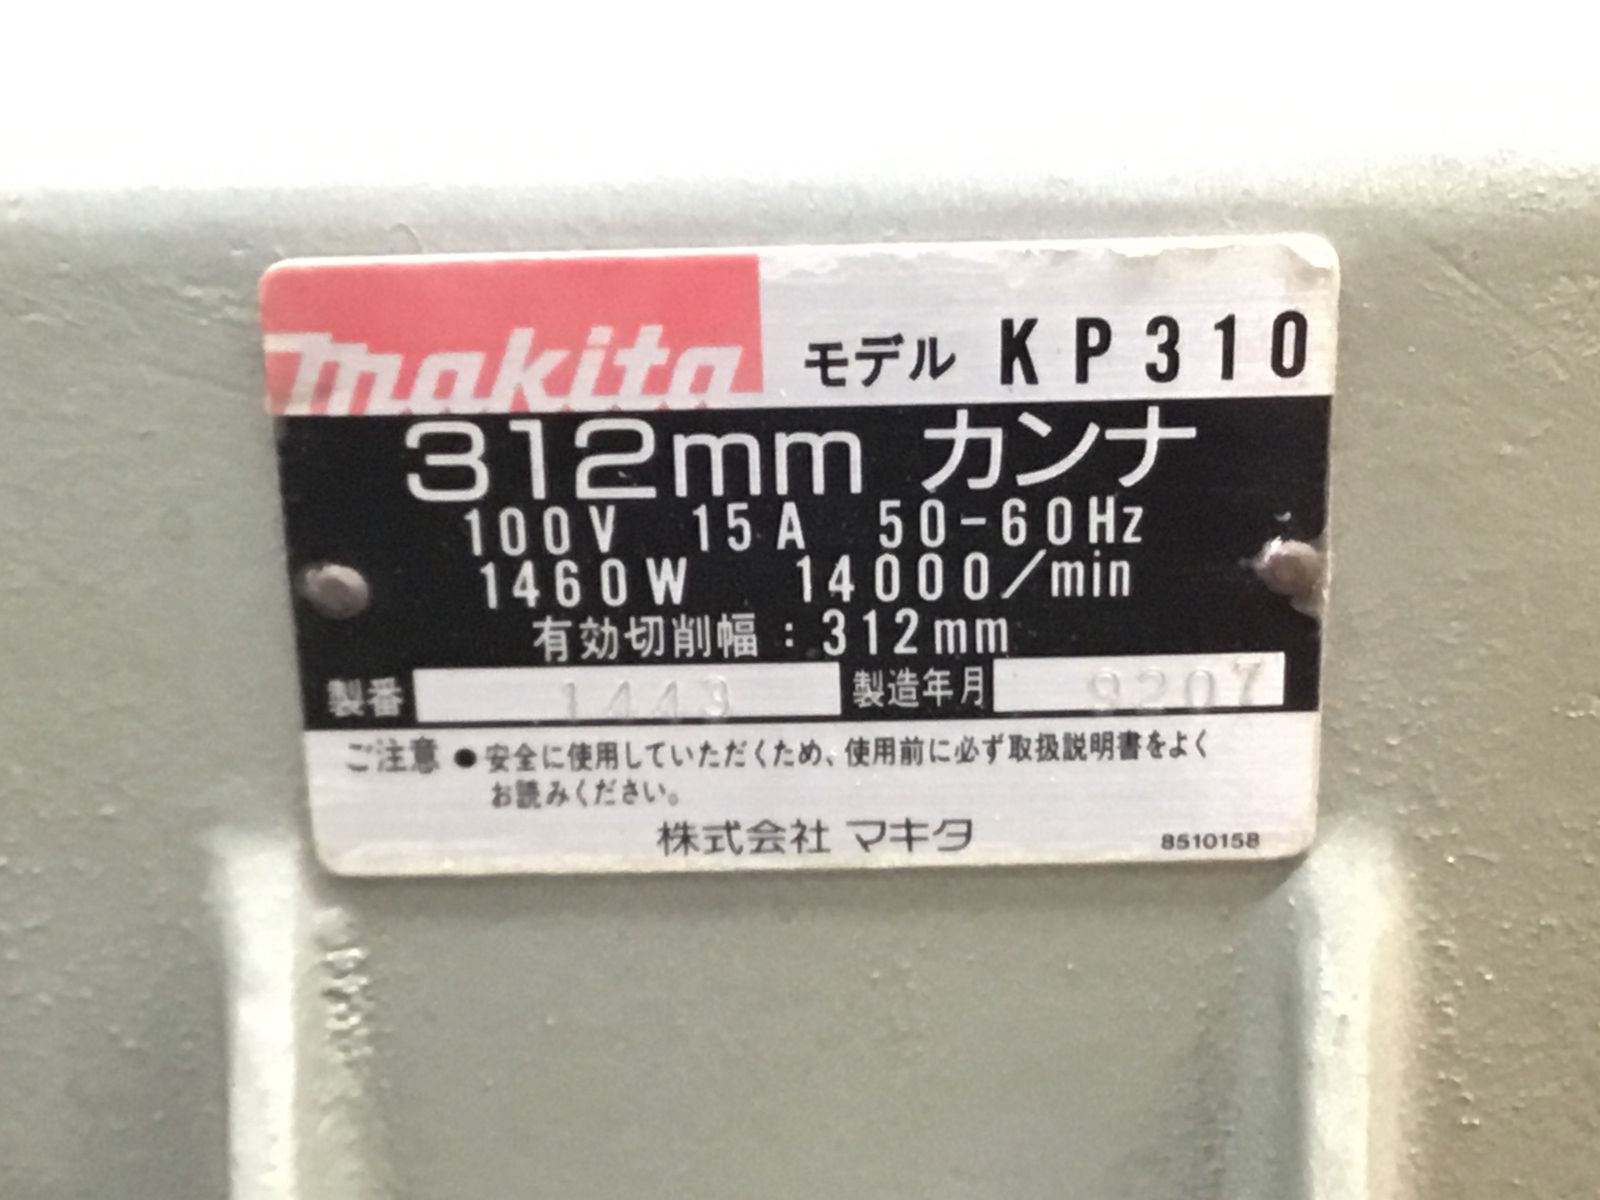 makita モデル KP310
312mm カンナ
100V 15A 50-60Hz
1460W 14000/min
有効切削幅：312mm
製番 1443 製造年月 9207
ご注意 ●安全に使用していただくため、使用前に必ず取扱説明書をよく
お読みください。
株式会社 マキタ 851015B